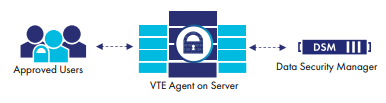 DSM
Approved Users
VTE Agent on Server
Data Security Manager